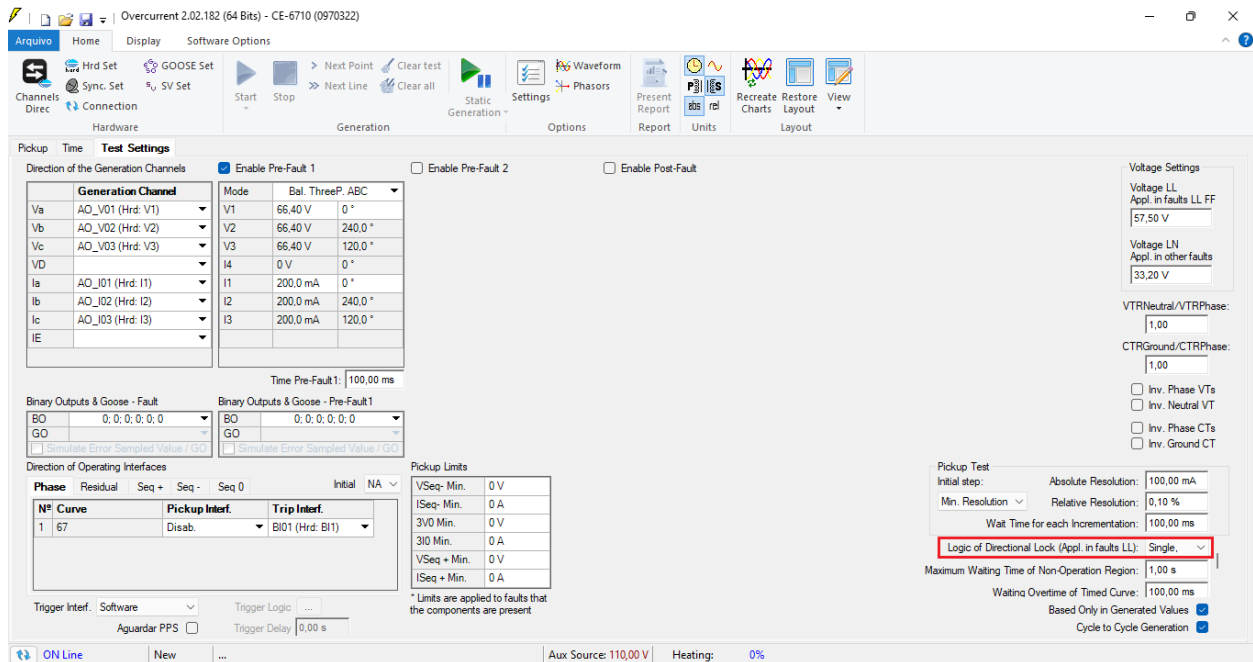 Overcurrent 2.02.182 (64 Bits) - CE-6710 (0970322)
Arquivo Home Display Software Options
Hrd Set GOOSE Set Next Point Clear test Waveform
Sync. Set SV Set Next Line Clear all Phasors
Connection
Channels Direc
Start Stop
Static Generation
Settings
Present Report
abs rel
Recreate Charts
Restore Layout
View
Hardware Generation Options Report Units Layout
Pickup Time Test Settings
Direction of the Generation Channels
Generation Channel
Va AO_V01 (Hrd: V1)
Vb AO_V02 (Hrd: V2)
Vc AO_V03 (Hrd: V3)
VD
Ia AO_I01 (Hrd: I1)
Ib AO_I02 (Hrd: I2)
Ic AO_I03 (Hrd: I3)
IE
Enable Pre-Fault 1
Mode Bal. ThreeP. ABC
V1 66,40 V 0 °
V2 66,40 V 240,0 °
V3 66,40 V 120,0 °
I4 0 V 0 °
I1 200,0 mA 0 °
I2 200,0 mA 240,0 °
I3 200,0 mA 120,0 °
Time Pre-Fault1: 100,00 ms
Enable Pre-Fault 2
Enable Post-Fault
Voltage Settings
Voltage LL
Appl. in faults LL FF
57,50 V
Voltage LN
Appl. in other faults
33,20 V
VTRNeutral/VTRPhase:
1,00
CTRGround/CTRPhase:
1,00
Inv. Phase VTs
Inv. Neutral VT
Inv. Phase CTs
Inv. Ground CT
Binary Outputs & Goose - Fault
BO 0; 0; 0; 0; 0; 0
GO
Simulate Error Sampled Value / GO
Binary Outputs & Goose - Pre-Fault1
BO 0; 0; 0; 0; 0; 0
GO
Simulate Error Sampled Value / GO
Direction of Operating Interfaces
Phase Residual Seq + Seq - Seq 0 Initial NA
Nº Curve Pickup Interf. Trip Interf.
1 67 Disab. BI01 (Hrd: BI1)
Trigger Interf. Software Trigger Logic ...
Aguardar PPS Trigger Delay 0,00 s
Pickup Limits
VSeq- Min. 0 V
ISeq- Min. 0 A
3V0 Min. 0 V
3I0 Min. 0 A
VSeq + Min. 0 V
ISeq + Min. 0 A
* Limits are applied to faults that
the components are present
Pickup Test
Initial step: Absolute Resolution: 100,00 mA
Min. Resolution Relative Resolution: 0,10 %
Wait Time for each Incrementation: 100,00 ms
Logic of Directional Lock (Appl. in faults LL): Single,
Maximum Waiting Time of Non-Operation Region: 1,00 s
Waiting Overtime of Timed Curve: 100,00 ms
Based Only in Generated Values
Cycle to Cycle Generation
ON Line New ... Aux Source: 110,00 V Heating: 0%